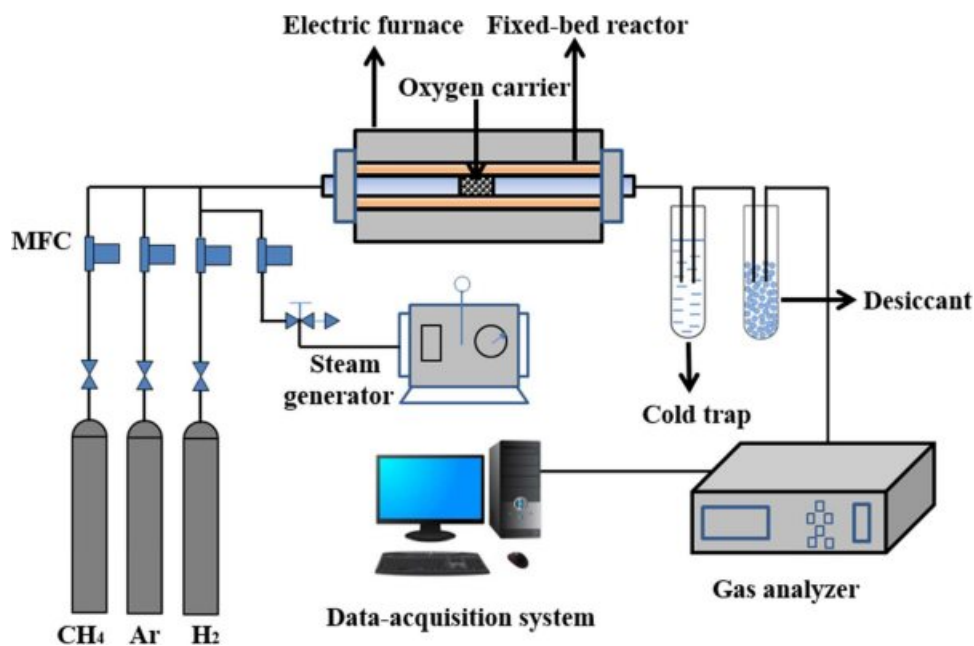 Electric furnace
Fixed-bed reactor
Oxygen carrier
MFC
Desiccant
Steam
generator
Cold trap
Gas analyzer
Data-acquisition system
CH₄
Ar
H₂